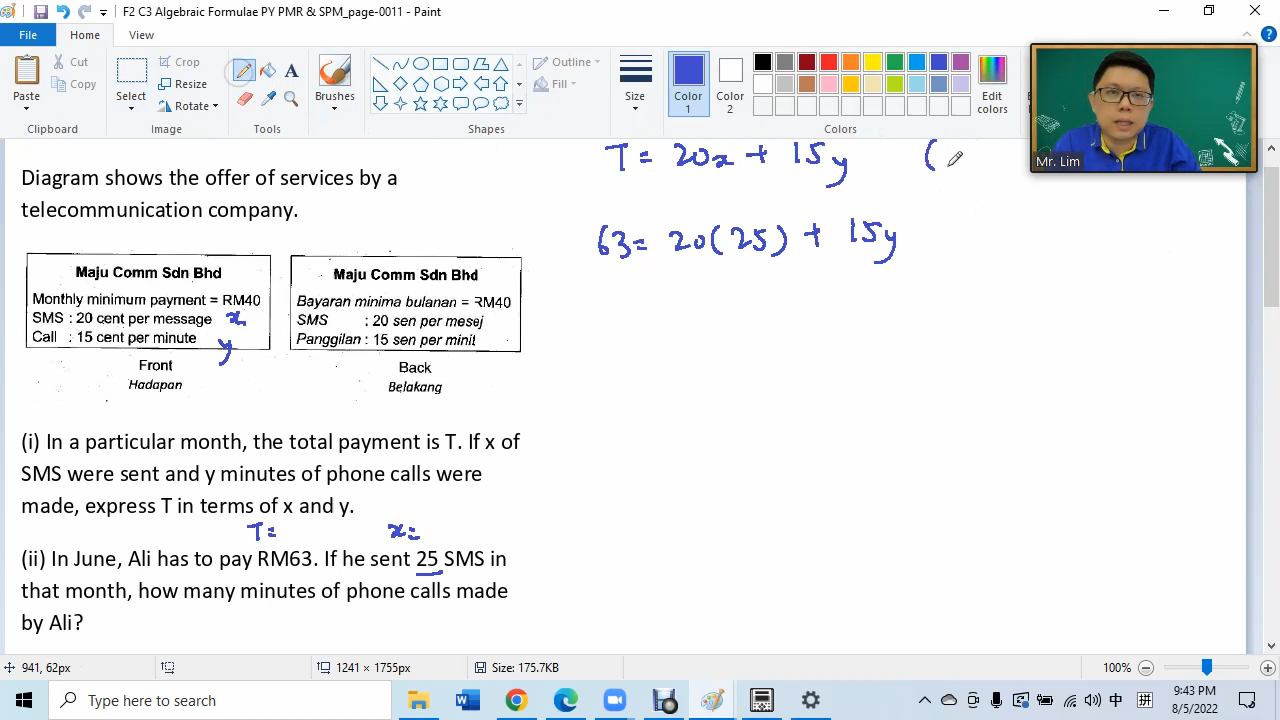 F2 C3 Algebraic Formulae PY PMR & SPM_page-0011 - Paint
File Home View
Paste Cut Copy
Select Crop Resize Rotate
A
Brushes
Outline Fill
Size
Color 1
Color 2
Edit colors
Clipboard Image Tools Shapes Colors
Mr. Lim
T = 20x + 15y (
63 = 20(25) + 15y
Diagram shows the offer of services by a
telecommunication company.
Maju Comm Sdn Bhd
Monthly minimum payment = RM40
SMS : 20 cent per message x
Call : 15 cent per minute y
Front
Hadapan
Maju Comm Sdn Bhd
Bayaran minima bulanan = RM40
SMS : 20 sen per mesej
Panggilan : 15 sen per minit
Back
Belakang
(i) In a particular month, the total payment is T. If x of
SMS were sent and y minutes of phone calls were
made, express T in terms of x and y.
T= x=
(ii) In June, Ali has to pay RM63. If he sent 25 SMS in
that month, how many minutes of phone calls made
by Ali?
941, 62px
1241 × 1755px
Size: 175.7KB
100%
Type here to search
中
拼
9:43 PM
8/5/2022